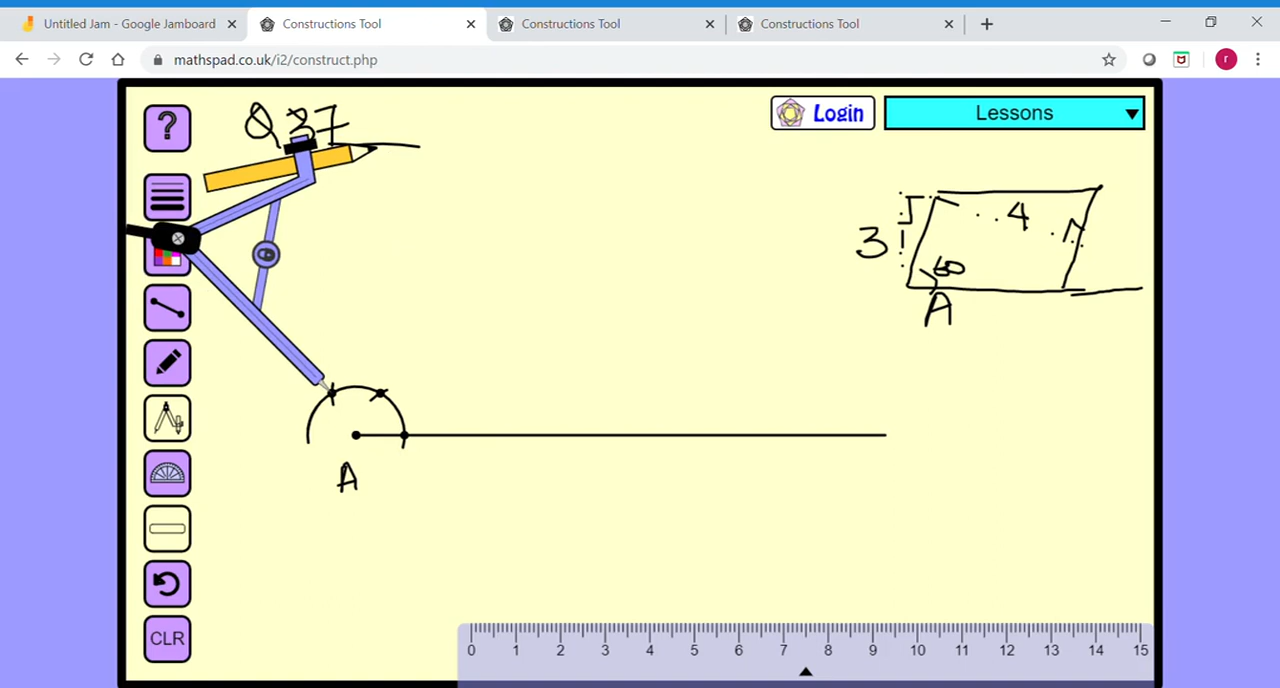 Untitled Jam - Google Jamboard
Constructions Tool
Constructions Tool
Constructions Tool
mathspad.co.uk/i2/construct.php
?
Q.37
Login
Lessons
4
3
60
A
A
CLR
0 1 2 3 4 5 6 7 8 9 10 11 12 13 14 15
r